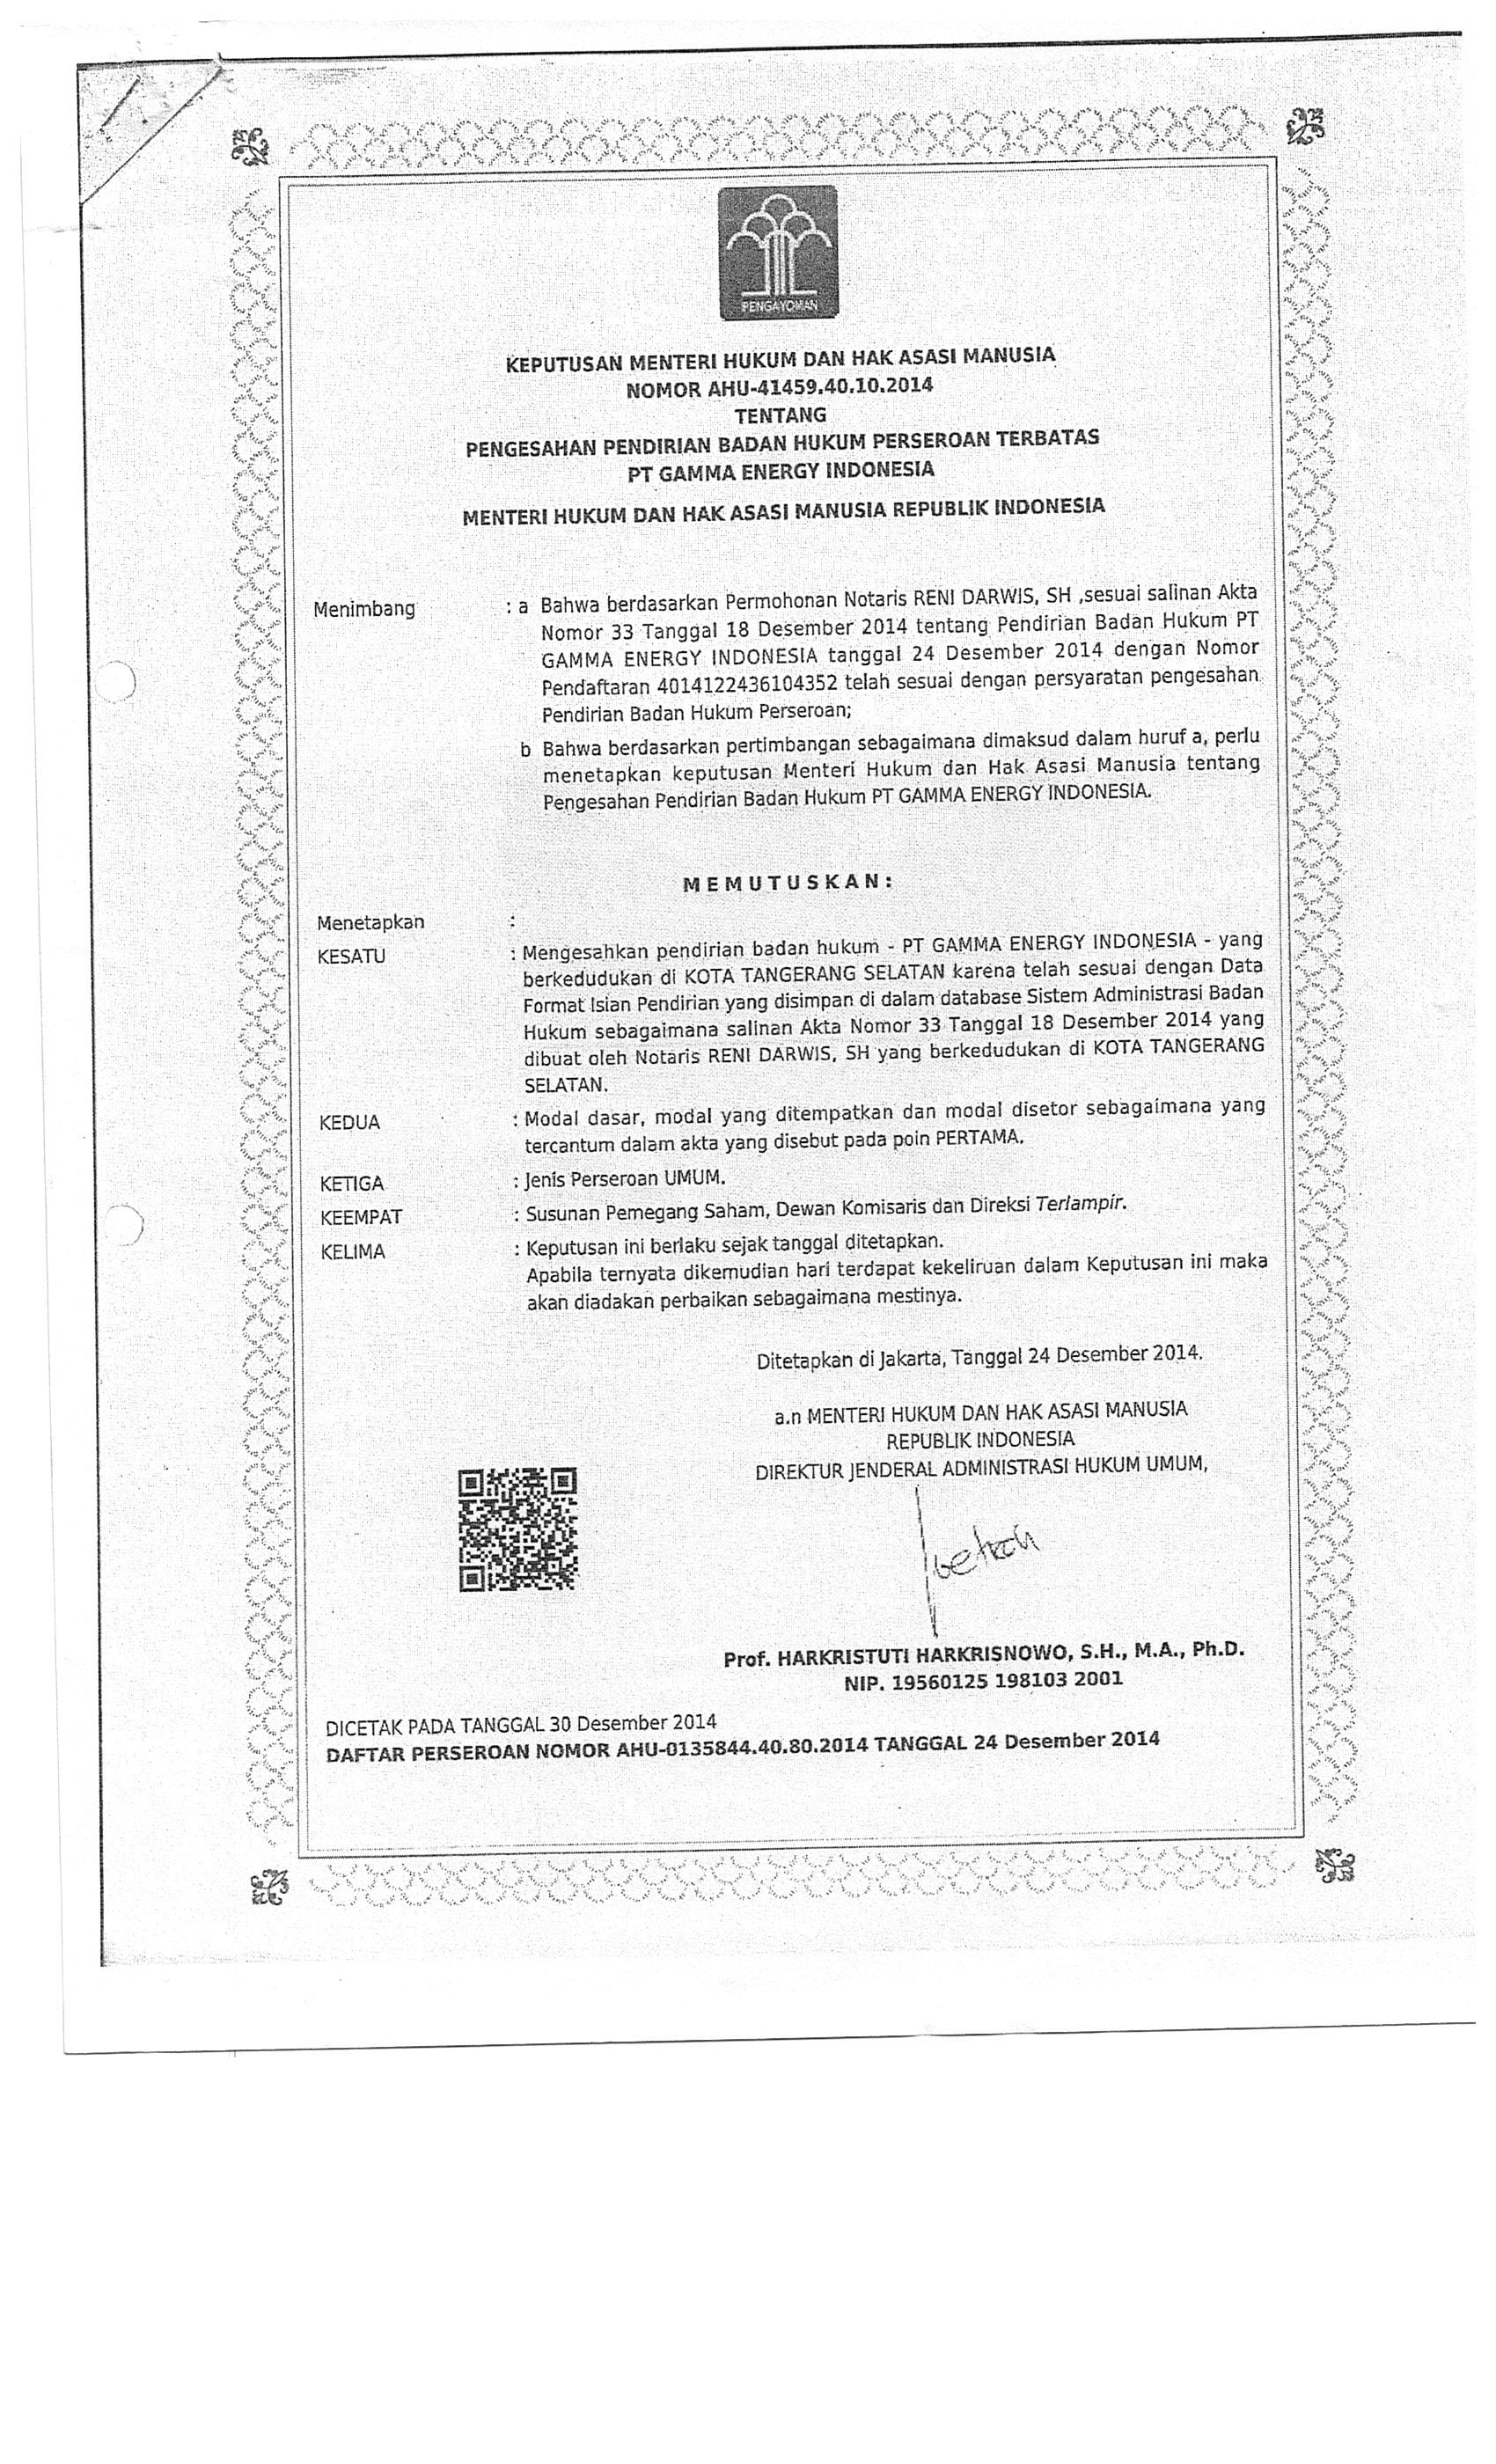 PENGAYOMAN
KEPUTUSAN MENTERI HUKUM DAN HAK ASASI MANUSIA
NOMOR AHU-41459.40.10.2014
TENTANG
PENGESAHAN PENDIRIAN BADAN HUKUM PERSEROAN TERBATAS
PT GAMMA ENERGY INDONESIA
MENTERI HUKUM DAN HAK ASASI MANUSIA REPUBLIK INDONESIA
Menimbang : a Bahwa berdasarkan Permohonan Notaris RENI DARWIS, SH ,sesuai salinan Akta
Nomor 33 Tanggal 18 Desember 2014 tentang Pendirian Badan Hukum PT
GAMMA ENERGY INDONESIA tanggal 24 Desember 2014 dengan Nomor
Pendaftaran 4014122436104352 telah sesuai dengan persyaratan pengesahan
Pendirian Badan Hukum Perseroan;
b Bahwa berdasarkan pertimbangan sebagaimana dimaksud dalam huruf a, perlu
menetapkan keputusan Menteri Hukum dan Hak Asasi Manusia tentang
Pengesahan Pendirian Badan Hukum PT GAMMA ENERGY INDONESIA.
MEMUTUSKAN:
Menetapkan :
KESATU : Mengesahkan pendirian badan hukum - PT GAMMA ENERGY INDONESIA - yang
berkedudukan di KOTA TANGERANG SELATAN karena telah sesuai dengan Data
Format Isian Pendirian yang disimpan di dalam database Sistem Administrasi Badan
Hukum sebagaimana salinan Akta Nomor 33 Tanggal 18 Desember 2014 yang
dibuat oleh Notaris RENI DARWIS, SH yang berkedudukan di KOTA TANGERANG
SELATAN.
KEDUA : Modal dasar, modal yang ditempatkan dan modal disetor sebagaimana yang
tercantum dalam akta yang disebut pada poin PERTAMA.
KETIGA : Jenis Perseroan UMUM.
KEEMPAT : Susunan Pemegang Saham, Dewan Komisaris dan Direksi Terlampir.
KELIMA : Keputusan ini berlaku sejak tanggal ditetapkan.
Apabila ternyata dikemudian hari terdapat kekeliruan dalam Keputusan ini maka
akan diadakan perbaikan sebagaimana mestinya.
Ditetapkan di Jakarta, Tanggal 24 Desember 2014.
a.n MENTERI HUKUM DAN HAK ASASI MANUSIA
REPUBLIK INDONESIA
DIREKTUR JENDERAL ADMINISTRASI HUKUM UMUM,
Prof. HARKRISTUTI HARKRISNOWO, S.H., M.A., Ph.D.
NIP. 19560125 198103 2001
DICETAK PADA TANGGAL 30 Desember 2014
DAFTAR PERSEROAN NOMOR AHU-0135844.40.80.2014 TANGGAL 24 Desember 2014